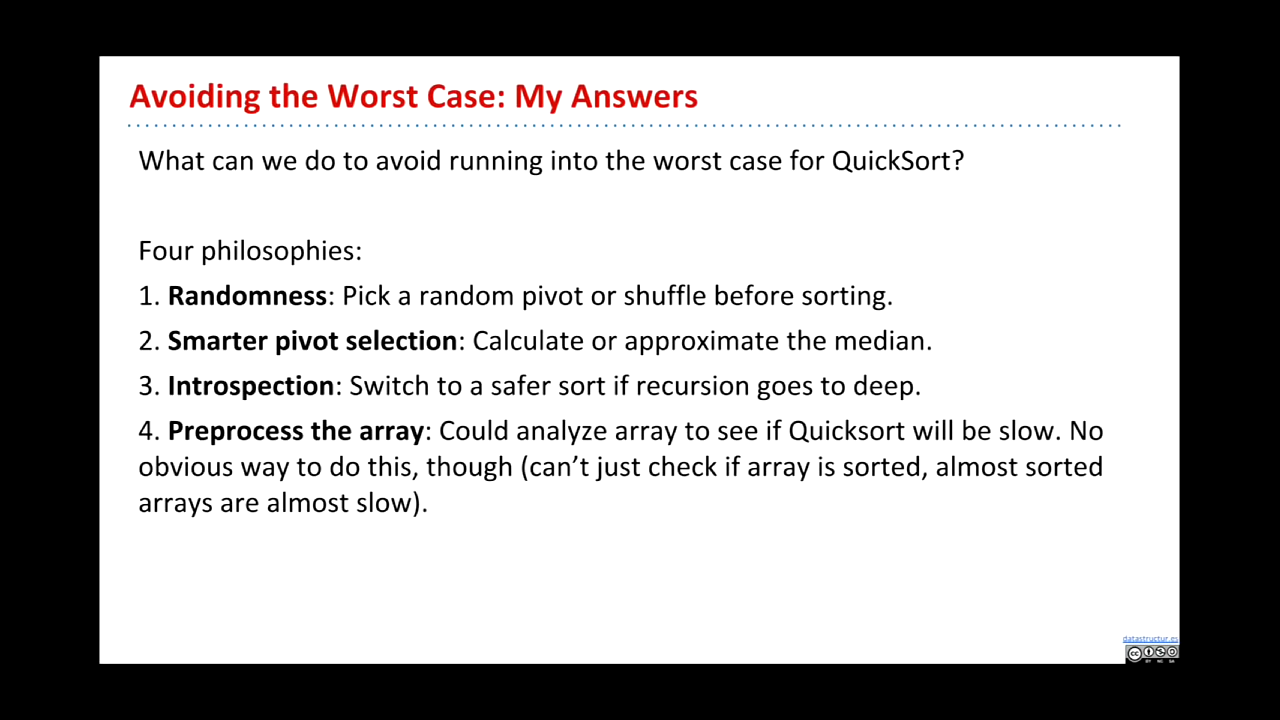 Avoiding the Worst Case: My Answers
What can we do to avoid running into the worst case for QuickSort?
Four philosophies:
1. Randomness: Pick a random pivot or shuffle before sorting.
2. Smarter pivot selection: Calculate or approximate the median.
3. Introspection: Switch to a safer sort if recursion goes to deep.
4. Preprocess the array: Could analyze array to see if Quicksort will be slow. No
obvious way to do this, though (can’t just check if array is sorted, almost sorted
arrays are almost slow).
datastructur.es
cc
BY NC SA